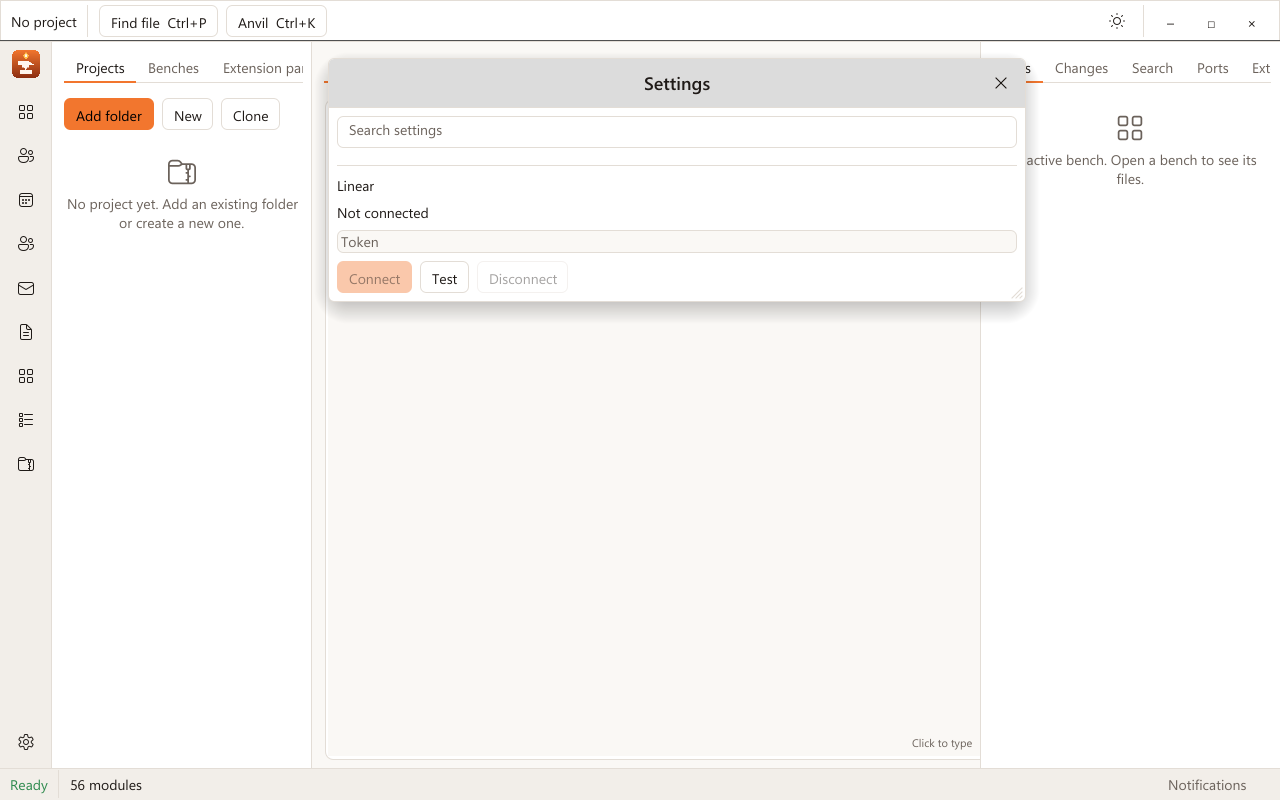 No project
Find file Ctrl+P
Anvil Ctrl+K
Projects
Benches
Extension
Add folder
New
Clone
No project yet. Add an existing folder
or create a new one.
Settings
Search settings
Linear
Not connected
Token
Connect
Test
Disconnect
Click to type
Changes
Search
Ports
Ext
active bench. Open a bench to see its
files.
Ready
56 modules
Notifications